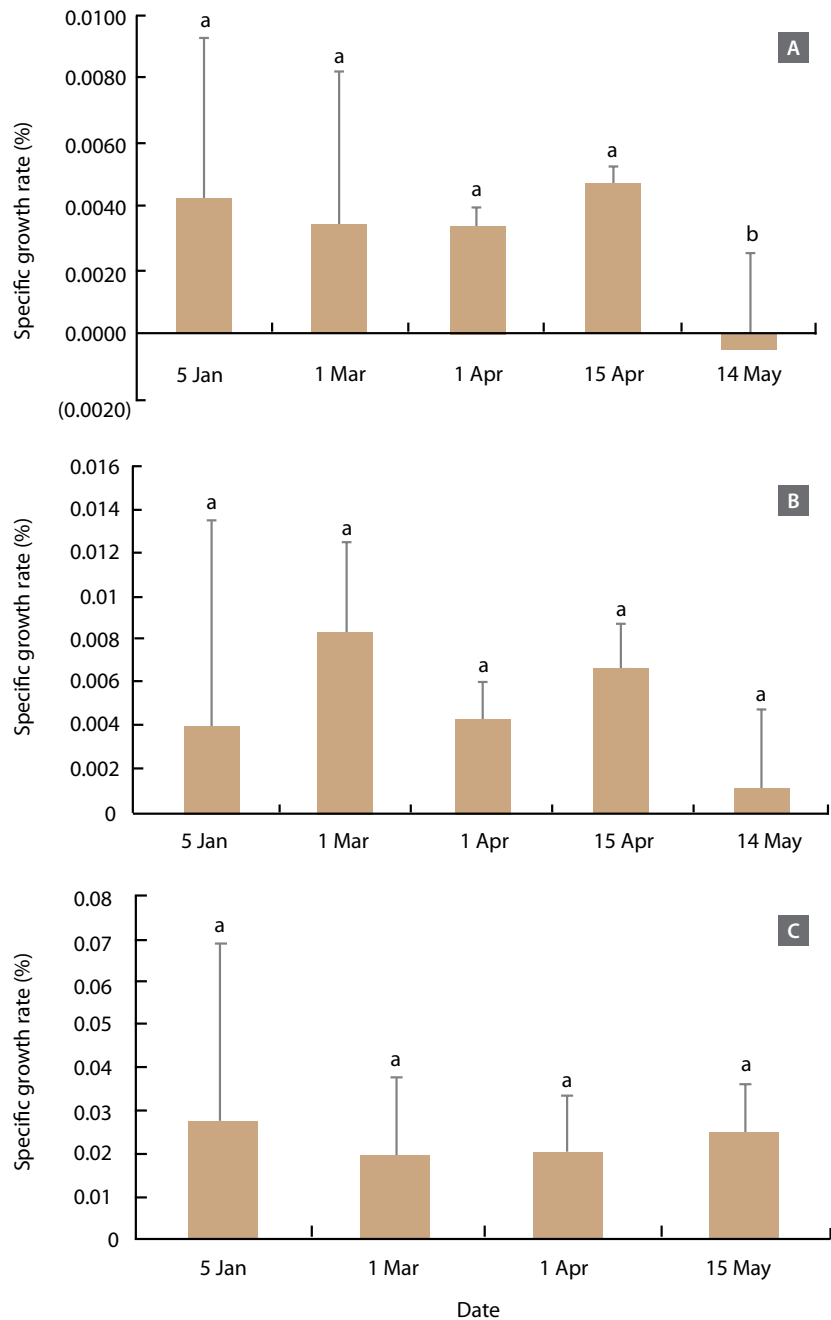 Specific growth rate (%)
0.0100
0.0080
0.0060
0.0040
0.0020
0.0000
(0.0020)
A
a
a
a
a
b
5 Jan
1 Mar
1 Apr
15 Apr
14 May
Specific growth rate (%)
0.016
0.014
0.012
0.01
0.008
0.006
0.004
0.002
0
B
a
a
a
a
a
5 Jan
1 Mar
1 Apr
15 Apr
14 May
Specific growth rate (%)
0.08
0.07
0.06
0.05
0.04
0.03
0.02
0.01
0
C
a
a
a
a
5 Jan
1 Mar
1 Apr
15 May
Date